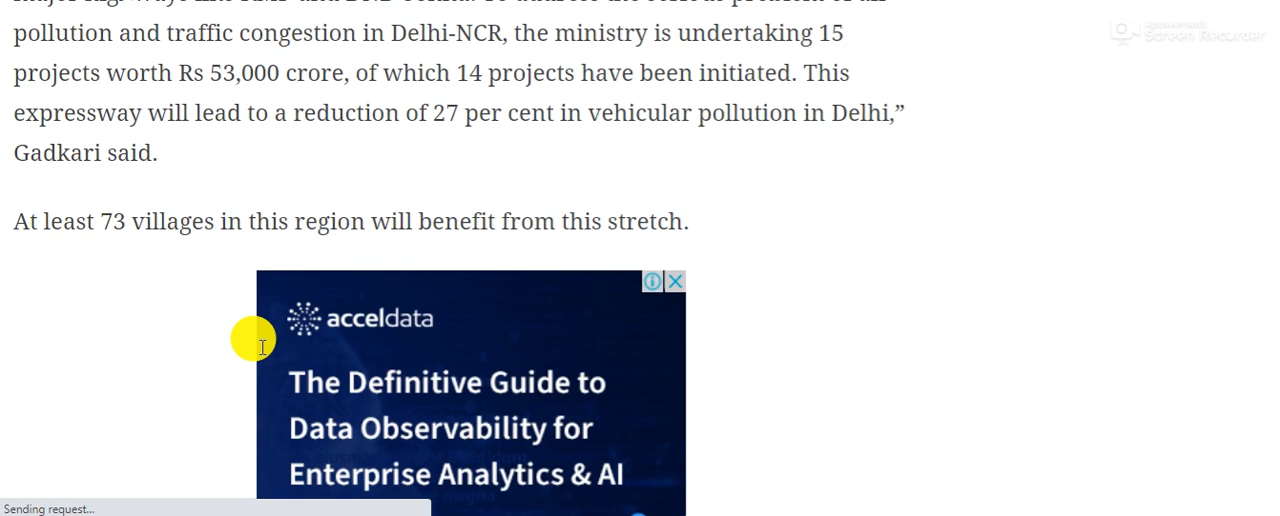 pollution and traffic congestion in Delhi-NCR, the ministry is undertaking 15
projects worth Rs 53,000 crore, of which 14 projects have been initiated. This
expressway will lead to a reduction of 27 per cent in vehicular pollution in Delhi,”
Gadkari said.
At least 73 villages in this region will benefit from this stretch.
acceldata
The Definitive Guide to
Data Observability for
Enterprise Analytics & AI
Sending request...
Apowersoft
Screen Recorder